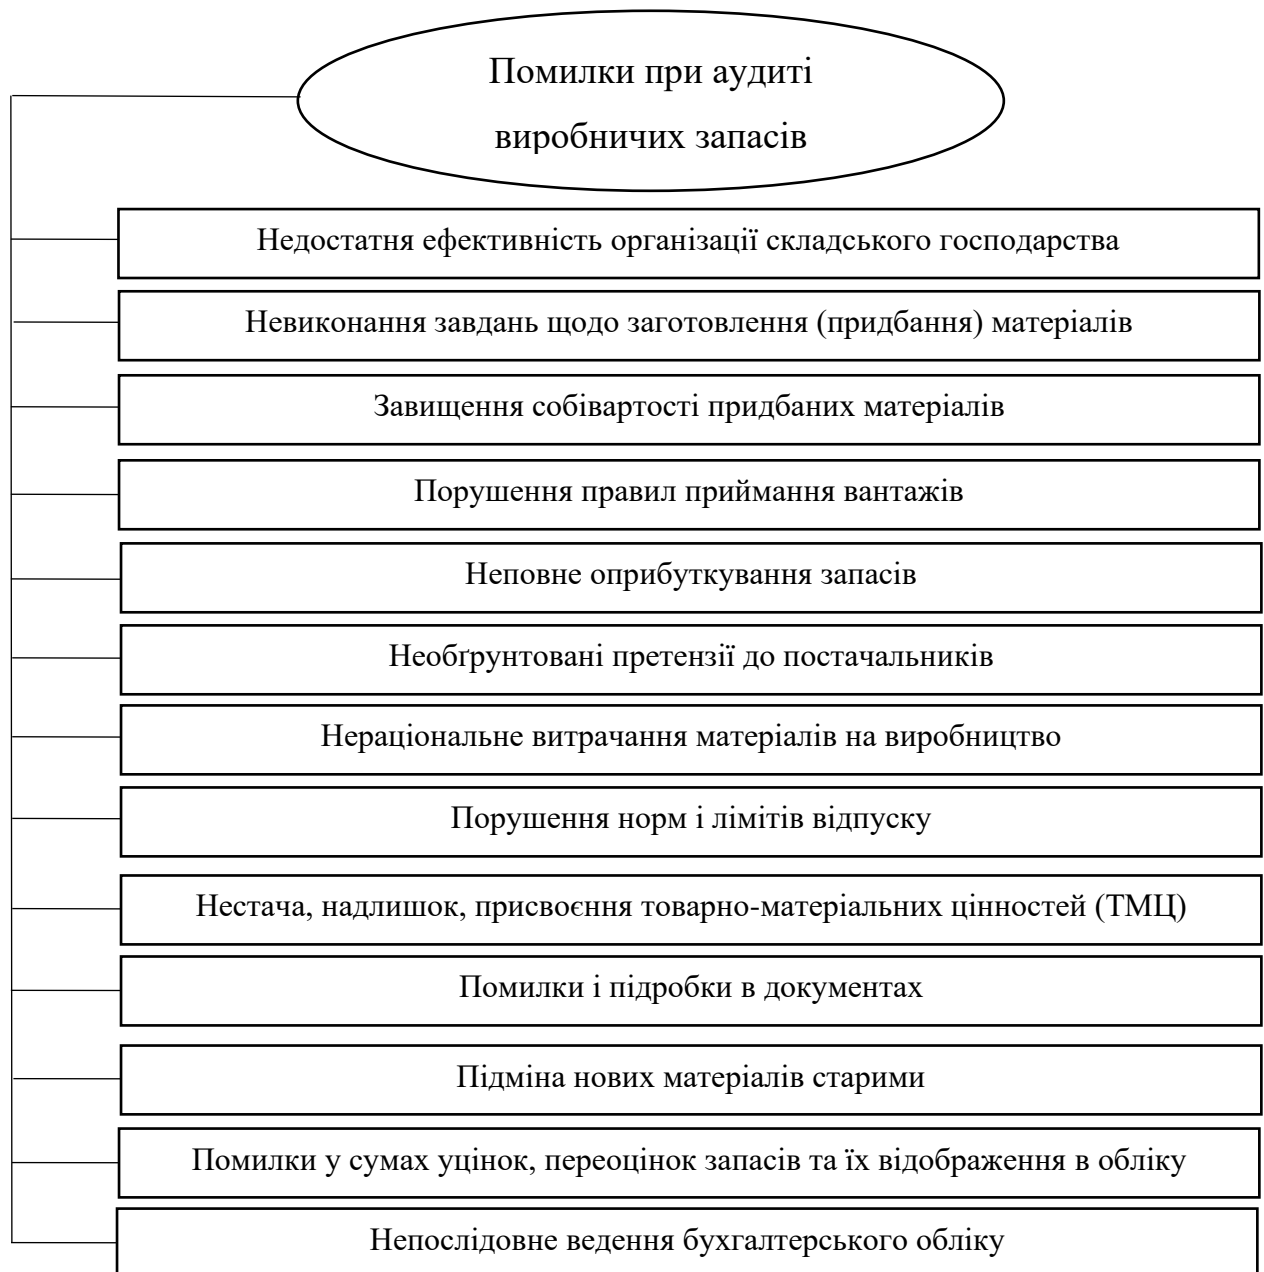 Помилки при аудиті
виробничих запасів
Недостатня ефективність організації складського господарства
Невиконання завдань щодо заготовлення (придбання) матеріалів
Завищення собівартості придбаних матеріалів
Порушення правил приймання вантажів
Неповне оприбуткування запасів
Необґрунтовані претензії до постачальників
Нераціональне витрачання матеріалів на виробництво
Порушення норм і лімітів відпуску
Нестача, надлишок, присвоєння товарно-матеріальних цінностей (ТМЦ)
Помилки і підробки в документах
Підміна нових матеріалів старими
Помилки у сумах уцінок, переоцінок запасів та їх відображення в обліку
Непослідовне ведення бухгалтерського обліку